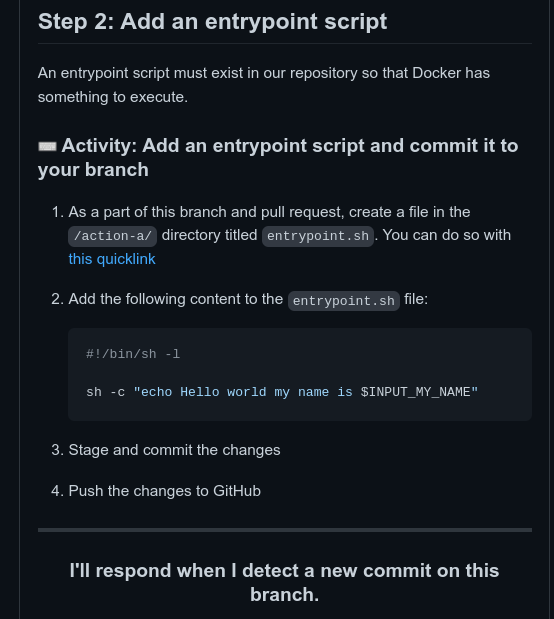 Step 2: Add an entrypoint script
An entrypoint script must exist in our repository so that Docker has
something to execute.
Activity: Add an entrypoint script and commit it to
your branch
1. As a part of this branch and pull request, create a file in the
/action-a/ directory titled entrypoint.sh. You can do so with
this quicklink
2. Add the following content to the entrypoint.sh file:
#!/bin/sh -l
sh -c "echo Hello world my name is $INPUT_MY_NAME"
3. Stage and commit the changes
4. Push the changes to GitHub
I'll respond when I detect a new commit on this
branch.